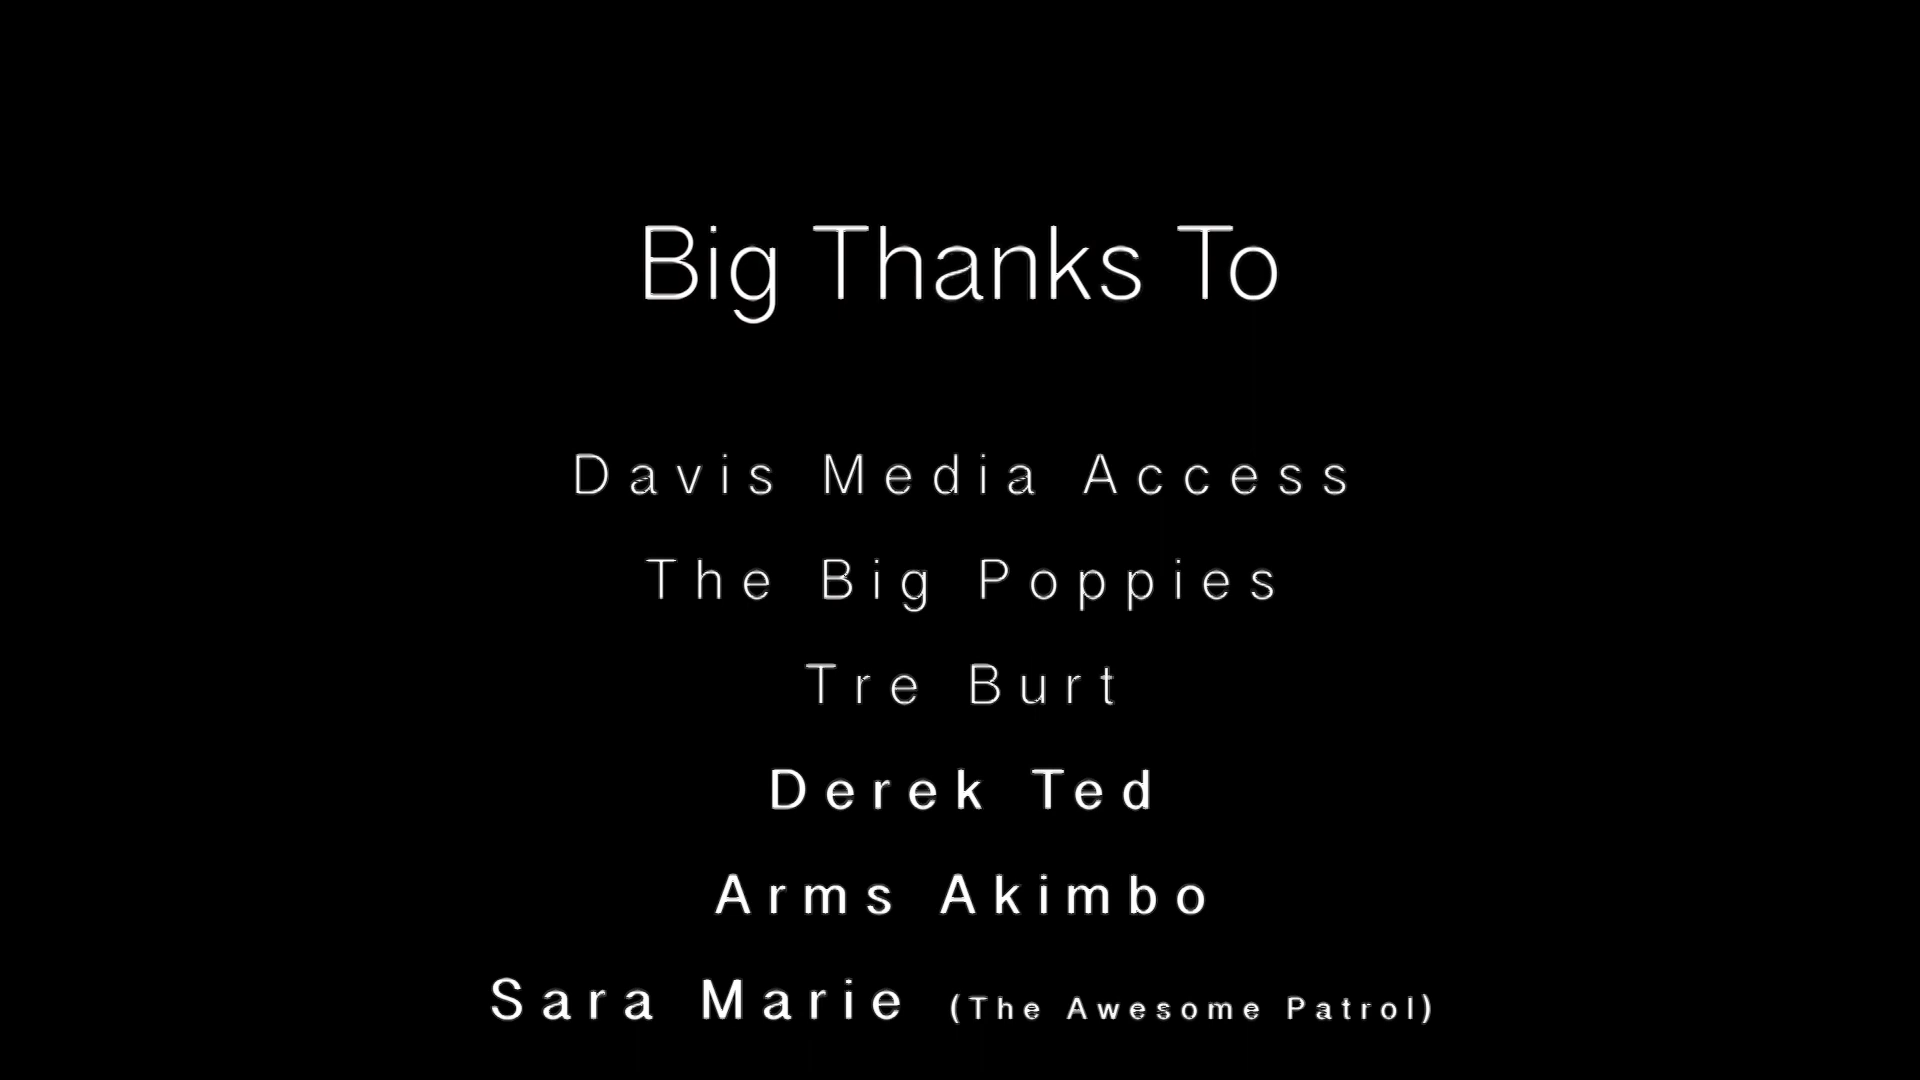 Big Thanks To
Davis Media Access
The Big Poppies
Tre Burt
Derek Ted
Arms Akimbo
Sara Marie (The Awesome Patrol)